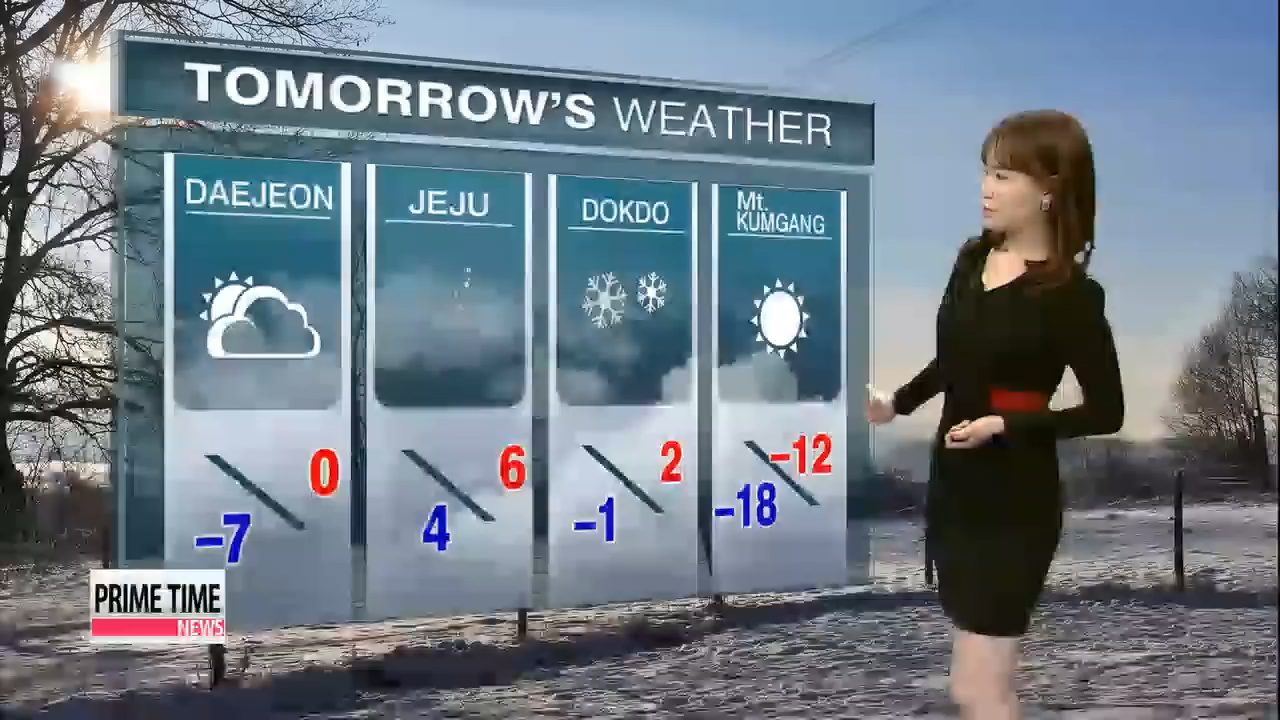 TOMORROW'S WEATHER
DAEJEON
JEJU
DOKDO
Mt.
KUMGANG
0
-7
6
4
2
-1
-12
-18
PRIME TIME
NEWS